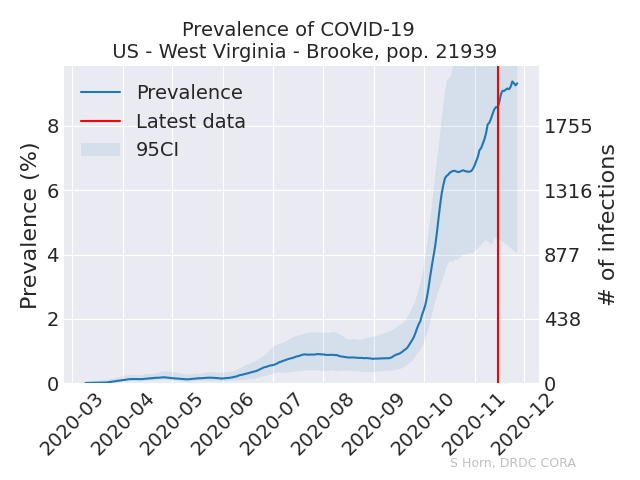 Prevalence of COVID-19
US - West Virginia - Brooke, pop. 21939
Prevalence
Latest data
95CI
Prevalence (%)
8
6
4
2
0
1755
1316
877
438
0
# of infections
2020-03
2020-04
2020-05
2020-06
2020-07
2020-08
2020-09
2020-10
2020-11
2020-12
S Horn, DRDC CORA